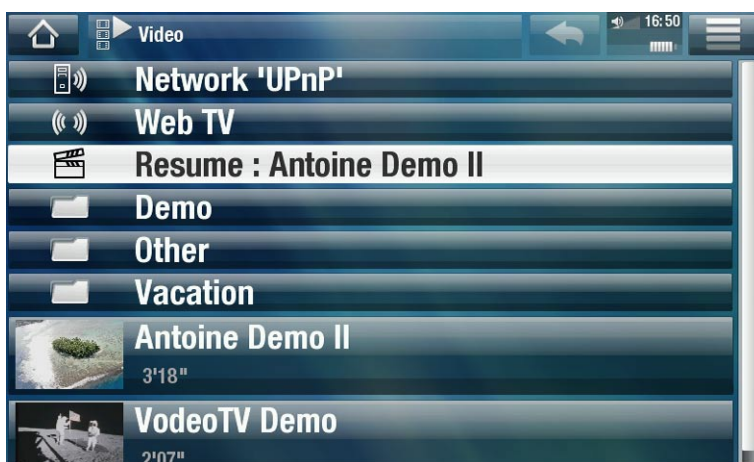 Video
16:50
Network 'UPnP'
Web TV
Resume : Antoine Demo II
Demo
Other
Vacation
Antoine Demo II
3'18"
VodeoTV Demo
2'07"